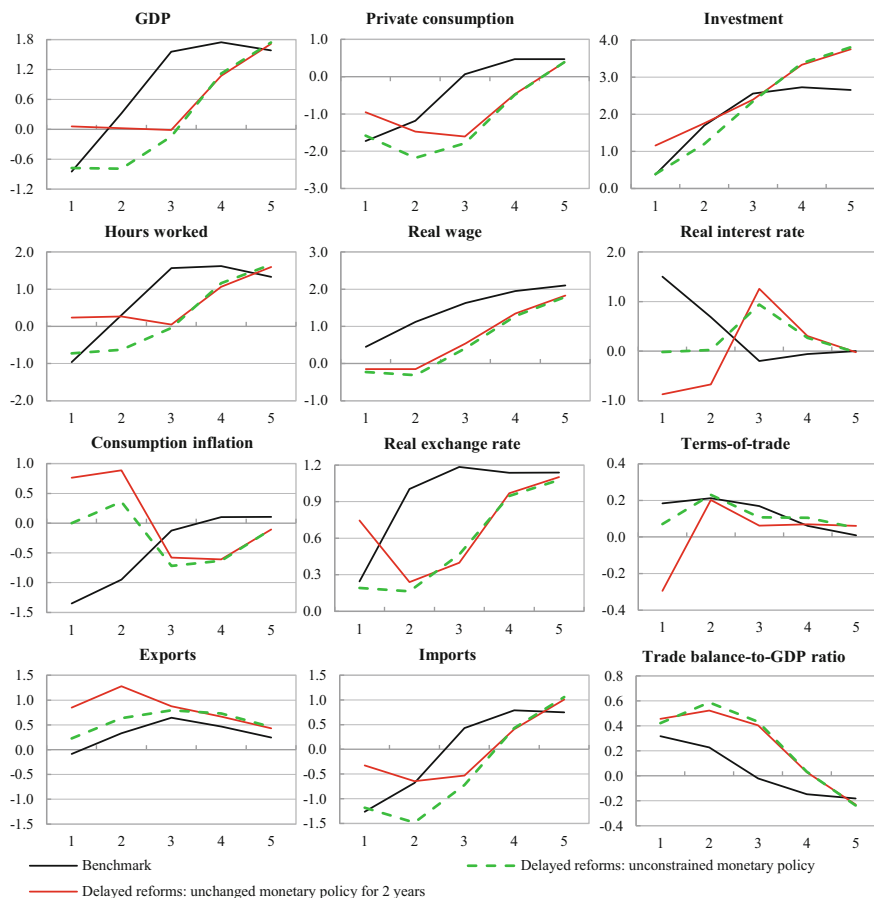 GDP
Private consumption
Investment
1.8
1.2
0.6
0.0
-0.6
-1.2
1 2 3 4 5
1.0
0.0
-1.0
-2.0
-3.0
1 2 3 4 5
4.0
3.0
2.0
1.0
0.0
1 2 3 4 5
Hours worked
Real wage
Real interest rate
2.0
1.0
0.0
-1.0
-2.0
1 2 3 4 5
3.0
2.0
1.0
0.0
-1.0
1 2 3 4 5
2.0
1.0
0.0
-1.0
1 2 3 4 5
Consumption inflation
Real exchange rate
Terms-of-trade
1.0
0.5
0.0
-0.5
-1.0
-1.5
1 2 3 4 5
1.2
0.9
0.6
0.3
0.0
1 2 3 4 5
0.4
0.2
0.0
-0.2
-0.4
1 2 3 4 5
Exports
Imports
Trade balance-to-GDP ratio
1.5
1.0
0.5
0.0
-0.5
-1.0
-1.5
1 2 3 4 5
1.5
1.0
0.5
0.0
-0.5
-1.0
-1.5
1 2 3 4 5
0.8
0.6
0.4
0.2
0.0
-0.2
-0.4
1 2 3 4 5
Benchmark
Delayed reforms: unconstrained monetary policy
Delayed reforms: unchanged monetary policy for 2 years